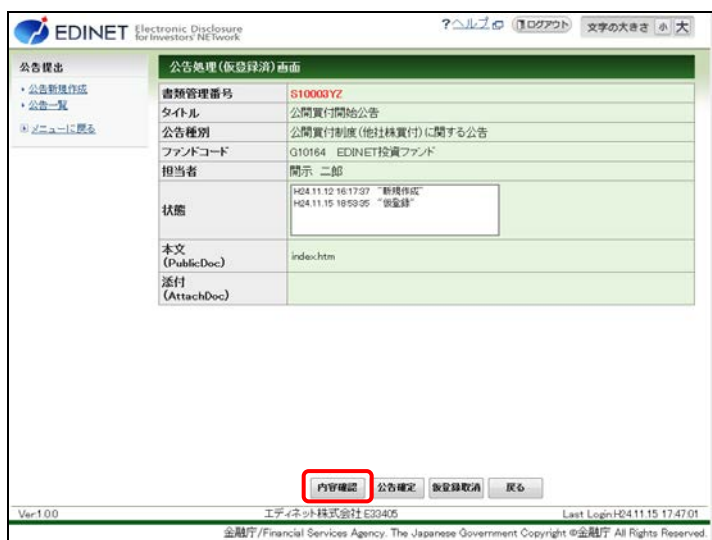 EDINET Electronic Disclosure for Investors' NETwork
?ヘルプ ログアウト 文字の大きさ 小 大
公告提出
・公告新規作成
・公告一覧
メニューに戻る
公告処理(仮登録済)画面
書類管理番号 S10003YZ
タイトル 公開買付開始公告
公告種別 公開買付制度(他社株買付)に関する公告
ファンドコード G10164 EDINET投資ファンド
担当者 開示 二郎
状態
H24.11.12 16:17:37 "新規作成"
H24.11.15 18:59:35 "仮登録"
本文
(PublicDoc) index.htm
添付
(AttachDoc)
内容確認 公告確定 仮登録取消 戻る
Ver.1.0.0 エディネット株式会社 E33405 Last Login:H24.11.15 17:47:01
金融庁/Financial Services Agency. The Japanese Government Copyright ©金融庁 All Rights Reserved.